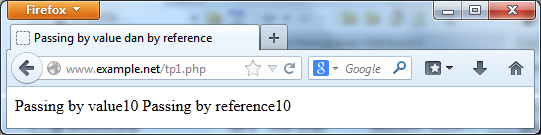 Firefox
Passing by value dan by reference
www.example.net/tp1.php
Google
Passing by value10 Passing by reference10